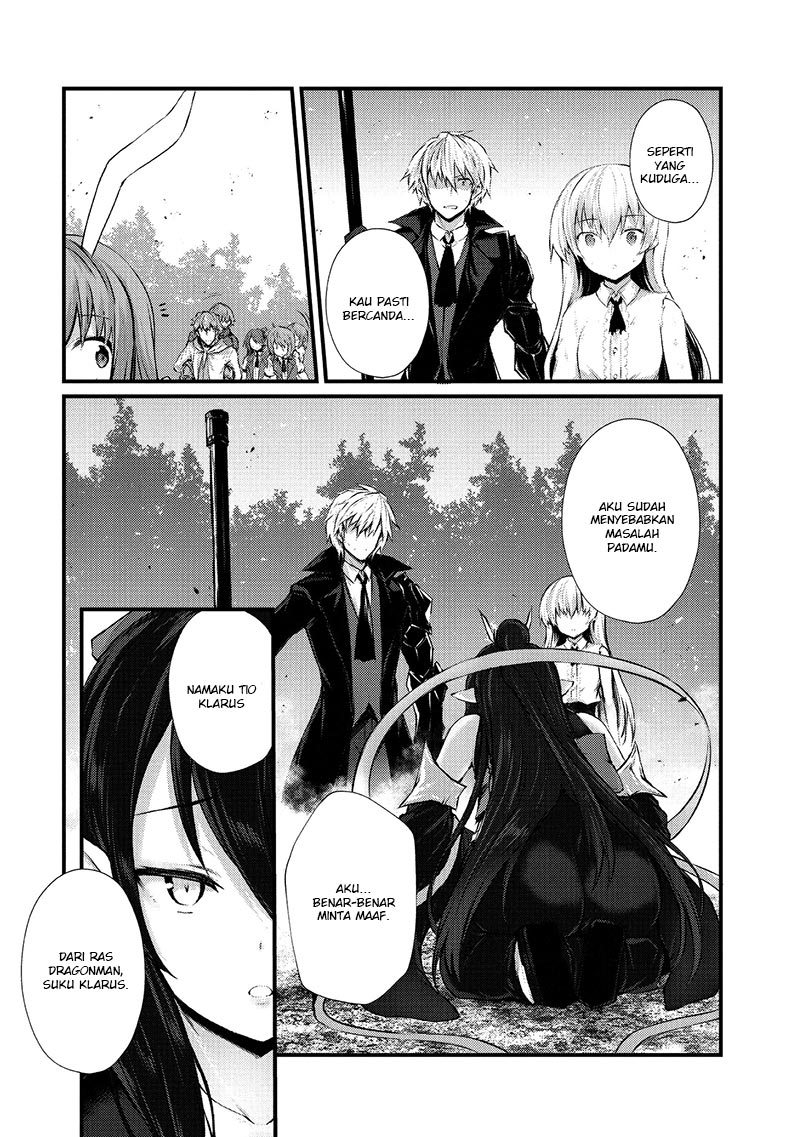 SEPERTI
YANG
KUDUGA...
KAU PASTI
BERCANDA...
AKU SUDAH
MENYEBABKAN
MASALAH
PADAMU.
AKU...
BENAR-BENAR
MINTA MAAF.
NAMAKU TIO
KLARUS
DARI RAS
DRAGONMAN,
SUKU KLARUS.